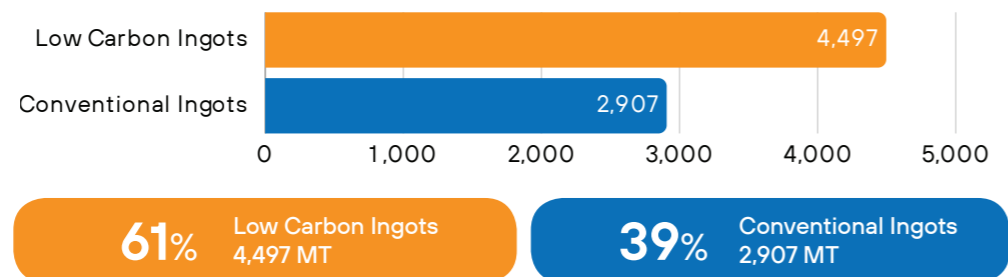 Low Carbon Ingots
4,497
Conventional Ingots
2,907
0 1,000 2,000 3,000 4,000 5,000
61% Low Carbon Ingots
4,497 MT
39% Conventional Ingots
2,907 MT